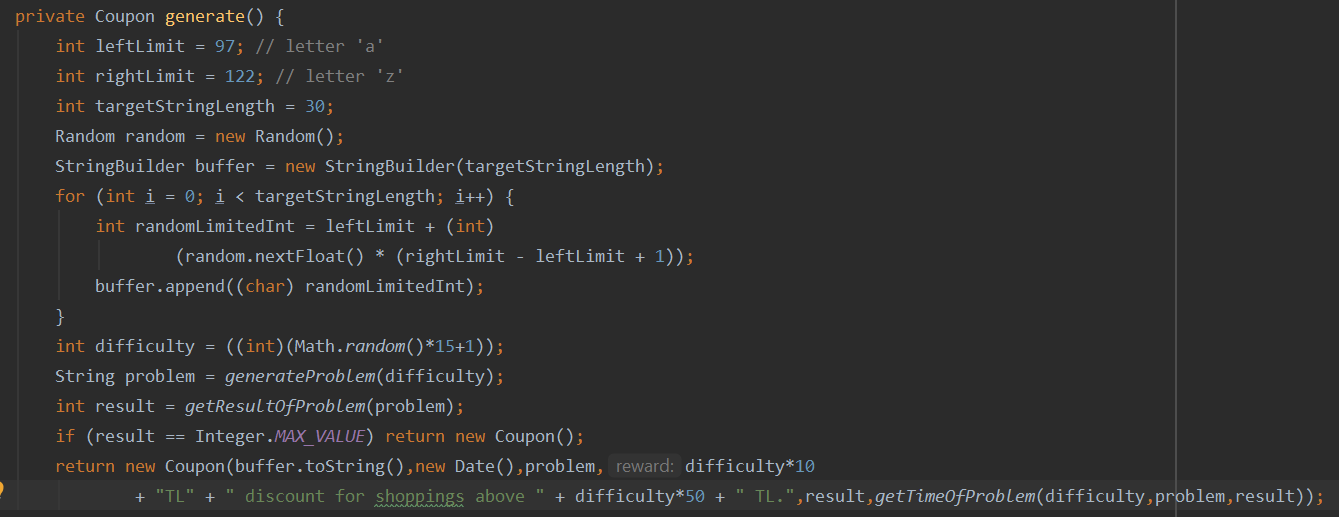 private Coupon generate() {
int leftLimit = 97; // letter 'a'
int rightLimit = 122; // letter 'z'
int targetStringLength = 30;
Random random = new Random();
StringBuilder buffer = new StringBuilder(targetStringLength);
for (int i = 0; i < targetStringLength; i++) {
int randomLimitedInt = leftLimit + (int)
(random.nextFloat() * (rightLimit - leftLimit + 1));
buffer.append((char) randomLimitedInt);
}
int difficulty = ((int)(Math.random()*15+1));
String problem = generateProblem(difficulty);
int result = getResultOfProblem(problem);
if (result == Integer.MAX_VALUE) return new Coupon();
return new Coupon(buffer.toString(),new Date(),problem, reward: difficulty*10
+ "TL" + " discount for shoppings above " + difficulty*50 + " TL.",result,getTimeOfProblem(difficulty,problem,result));